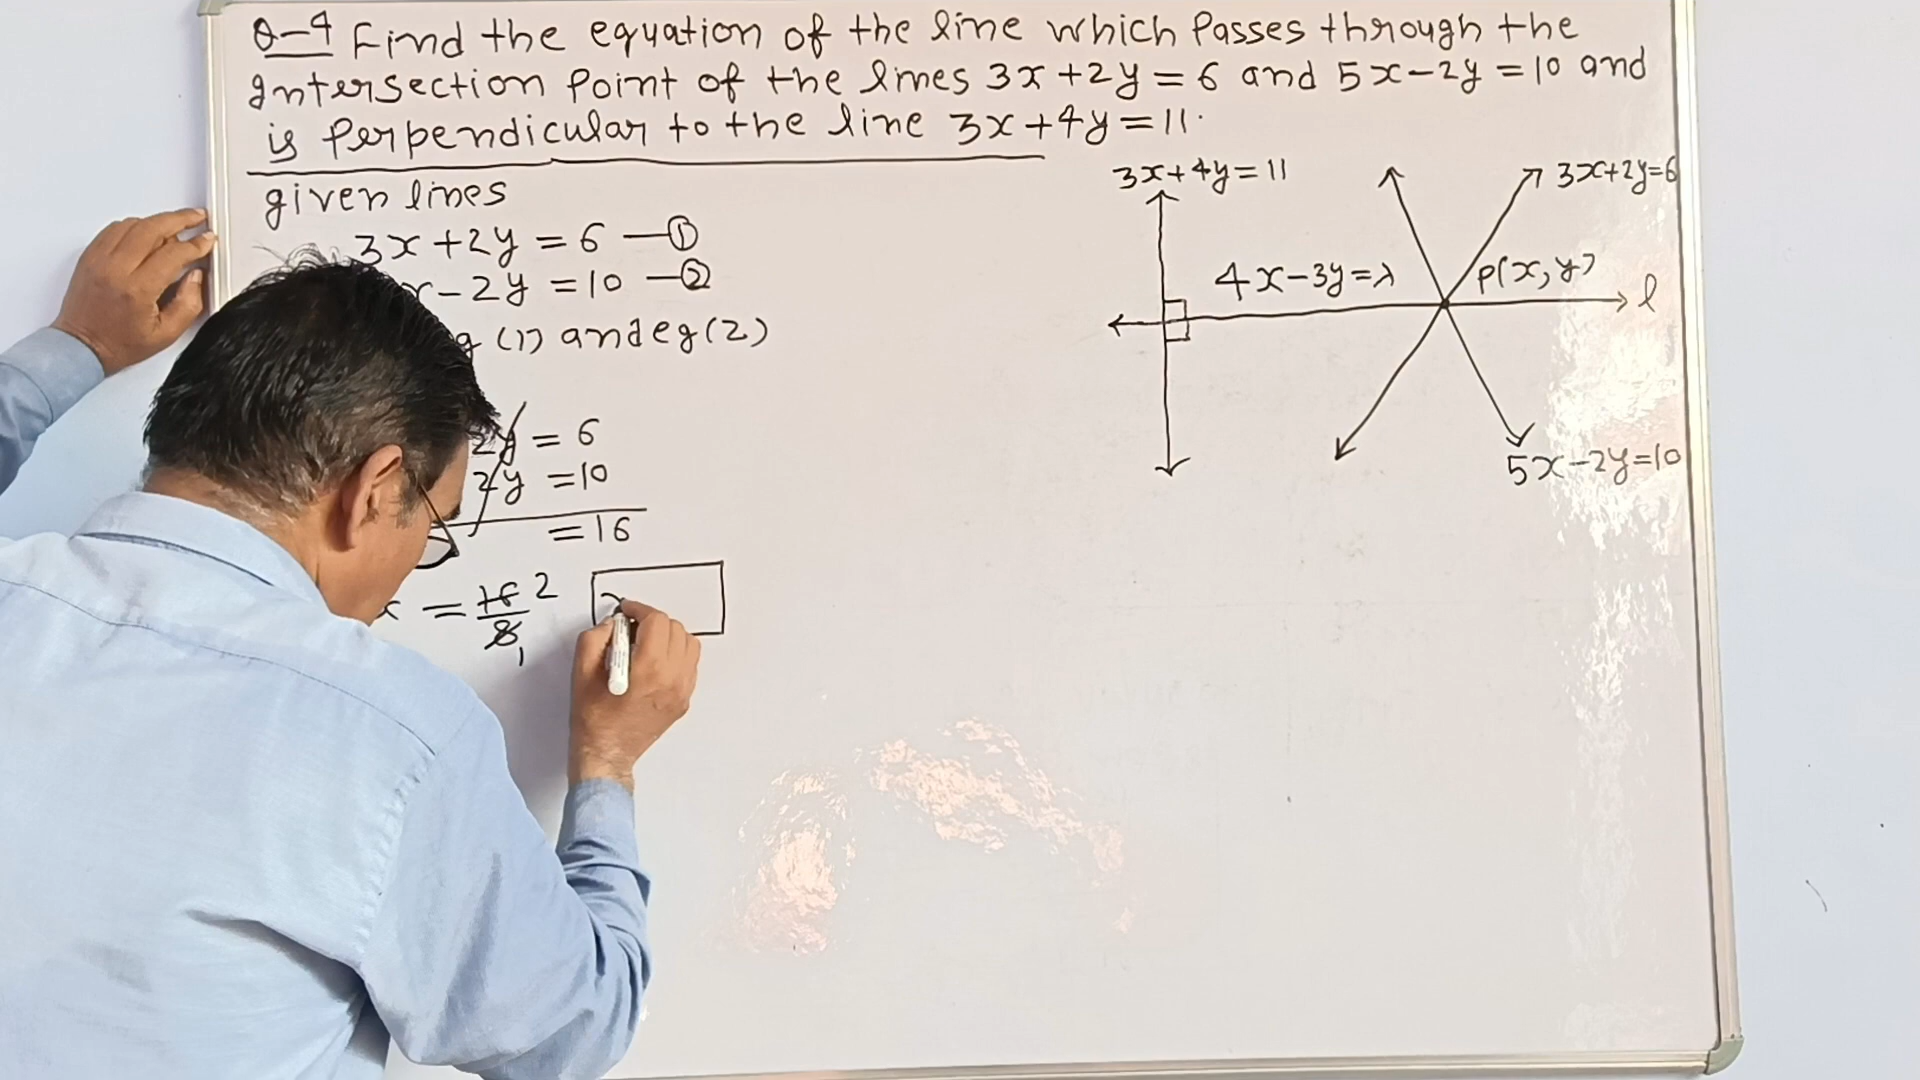 Q-4 Find the equation of the line which Passes through the
Intersection Point of the lines 3x+2y=6 and 5x-2y=10 and
is Perpendicular to the line 3x+4y=11.
given lines
3x+2y=6 —①
x-2y=10 —②
(1) and eq(2)
2y=6
2y=10
=16
x = 16/8 2
1
3x+4y=11
3x+2y=6
4x-3y=λ
P(x,y)
l
5x-2y=10